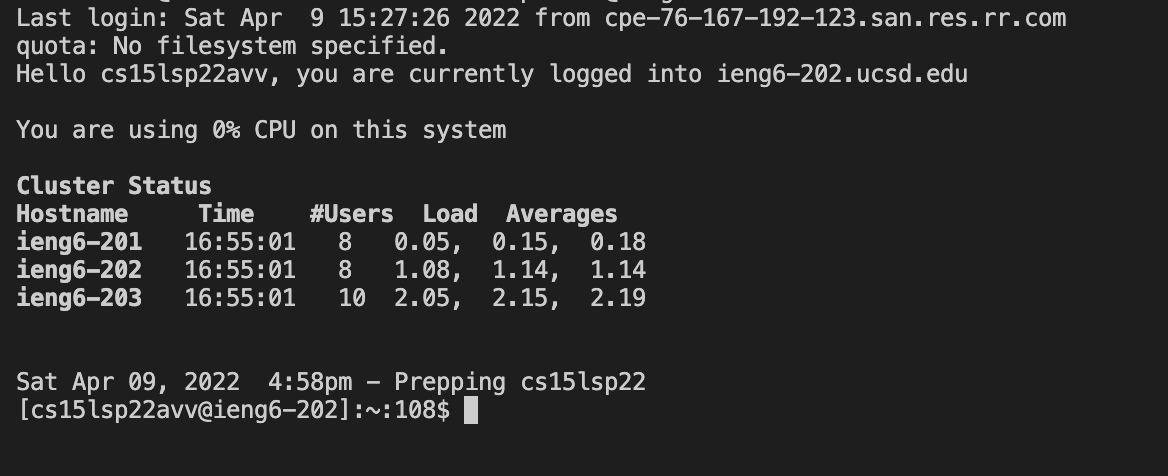 Last login: Sat Apr  9 15:27:26 2022 from cpe-76-167-192-123.san.res.rr.com
quota: No filesystem specified.
Hello cs15lsp22avv, you are currently logged into ieng6-202.ucsd.edu
You are using 0% CPU on this system
Cluster Status
Hostname     Time    #Users  Load  Averages
ieng6-201   16:55:01   8   0.05,  0.15,  0.18
ieng6-202   16:55:01   8   1.08,  1.14,  1.14
ieng6-203   16:55:01   10  2.05,  2.15,  2.19
Sat Apr 09, 2022  4:58pm - Prepping cs15lsp22
[cs15lsp22avv@ieng6-202]:~:108$